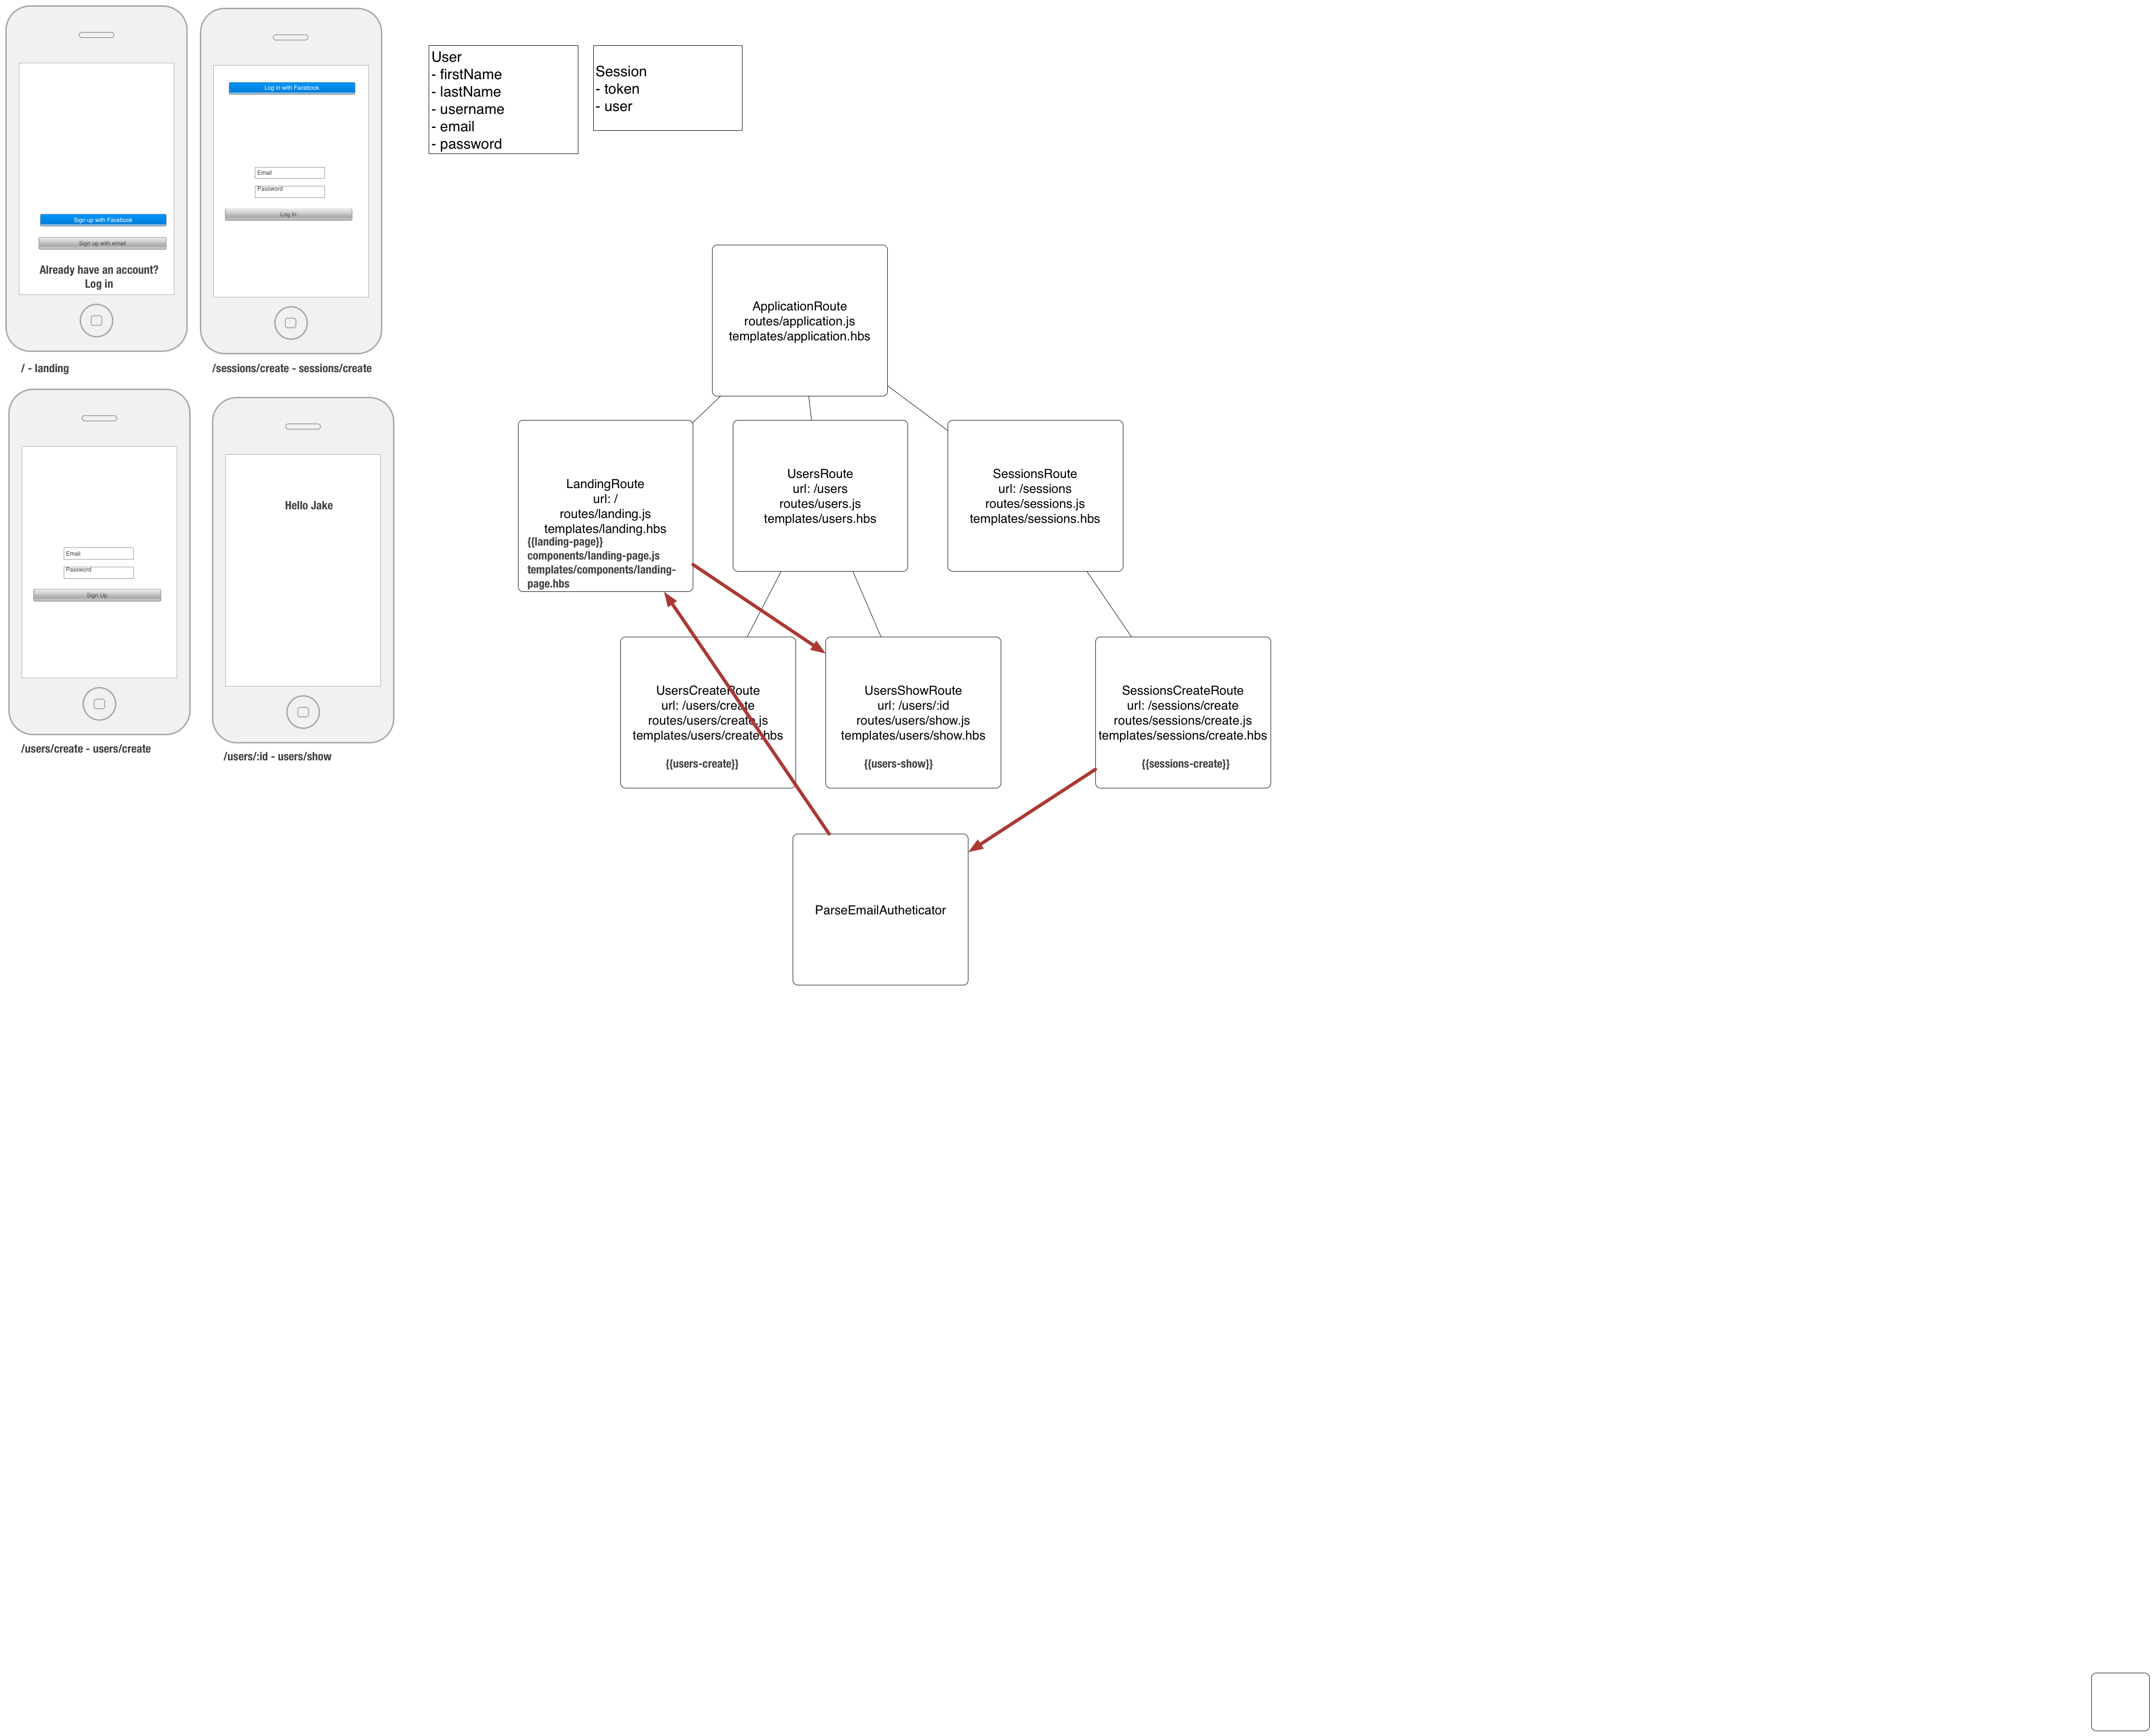 Sign up with Facebook
Sign up with email
Already have an account?
Log in
/ - landing
Log in with Facebook
Email
Password
Log in
/sessions/create - sessions/create
Email
Password
Sign Up
/users/create - users/create
Hello Jake
/users/:id - users/show
User
- firstName
- lastName
- username
- email
- password
Session
- token
- user
ApplicationRoute
routes/application.js
templates/application.hbs
LandingRoute
url: /
routes/landing.js
templates/landing.hbs
{{landing-page}}
components/landing-page.js
templates/components/landing-
page.hbs
UsersRoute
url: /users
routes/users.js
templates/users.hbs
SessionsRoute
url: /sessions
routes/sessions.js
templates/sessions.hbs
UsersCreateRoute
url: /users/create
routes/users/create.js
templates/users/create.hbs
{{users-create}}
UsersShowRoute
url: /users/:id
routes/users/show.js
templates/users/show.hbs
{{users-show}}
SessionsCreateRoute
url: /sessions/create
routes/sessions/create.js
templates/sessions/create.hbs
{{sessions-create}}
ParseEmailAutheticator